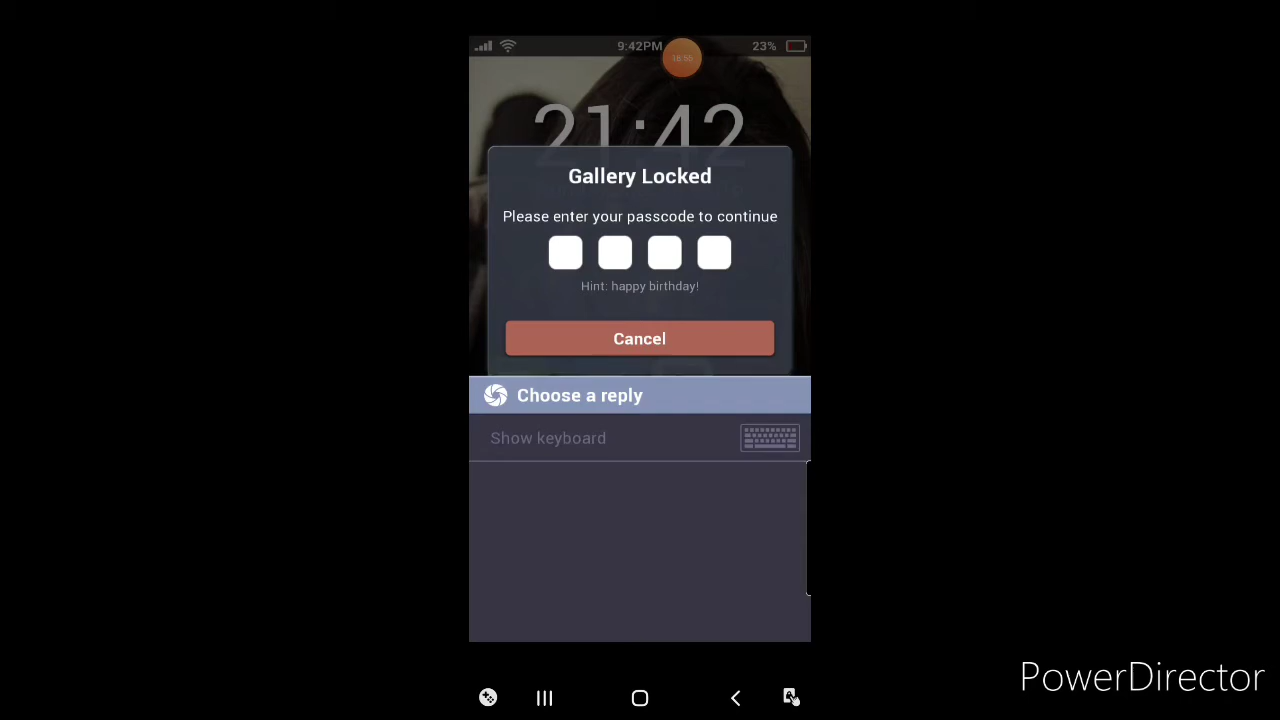 9:42PM
23%
21:42
Gallery Locked
Please enter your passcode to continue
Hint: happy birthday!
Cancel
Choose a reply
Show keyboard
PowerDirector